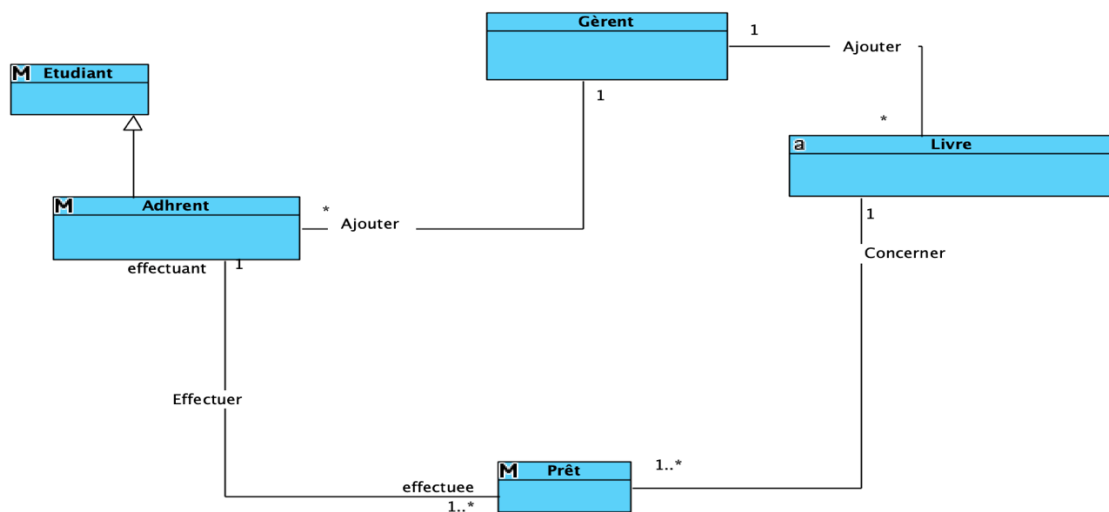 Gèrent
1
Ajouter
M Etudiant
1
*
a Livre
M Adhrent
*
Ajouter
1
effectuant
1
Concerner
Effectuer
M Prêt
1..*
effectuee
1..*